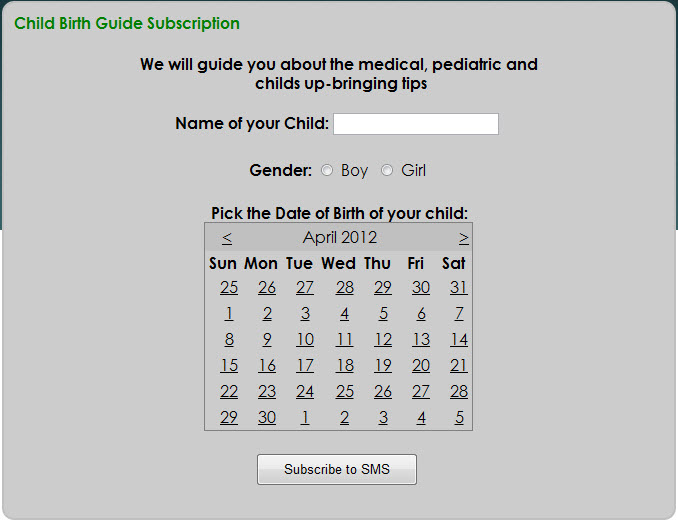 Child Birth Guide Subscription
We will guide you about the medical, pediatric and
childs up-bringing tips
Name of your Child:
Gender: Boy Girl
Pick the Date of Birth of your child:
< April 2012 >
Sun Mon Tue Wed Thu Fri Sat
25 26 27 28 29 30 31
1 2 3 4 5 6 7
8 9 10 11 12 13 14
15 16 17 18 19 20 21
22 23 24 25 26 27 28
29 30 1 2 3 4 5
Subscribe to SMS